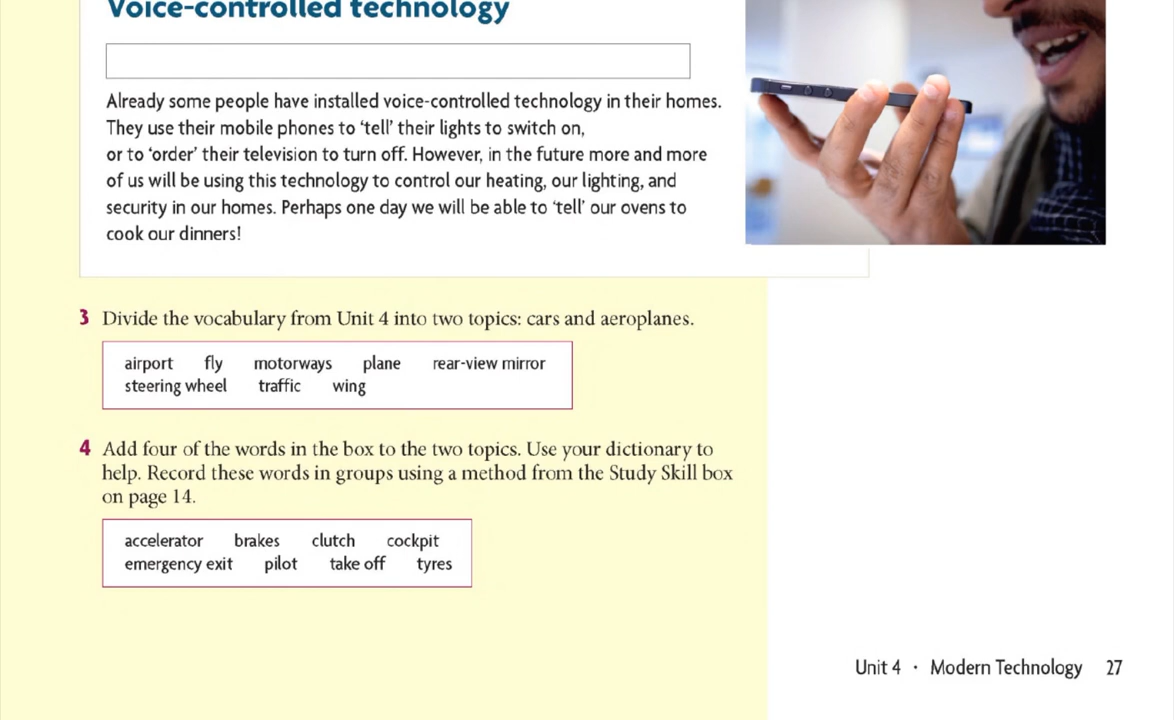 Voice-controlled technology
Already some people have installed voice-controlled technology in their homes.
They use their mobile phones to ‘tell’ their lights to switch on,
or to ‘order’ their television to turn off. However, in the future more and more
of us will be using this technology to control our heating, our lighting, and
security in our homes. Perhaps one day we will be able to ‘tell’ our ovens to
cook our dinners!
3 Divide the vocabulary from Unit 4 into two topics: cars and aeroplanes.
airport fly motorways plane rear-view mirror
steering wheel traffic wing
4 Add four of the words in the box to the two topics. Use your dictionary to
help. Record these words in groups using a method from the Study Skill box
on page 14.
accelerator brakes clutch cockpit
emergency exit pilot take off tyres
Unit 4 · Modern Technology 27